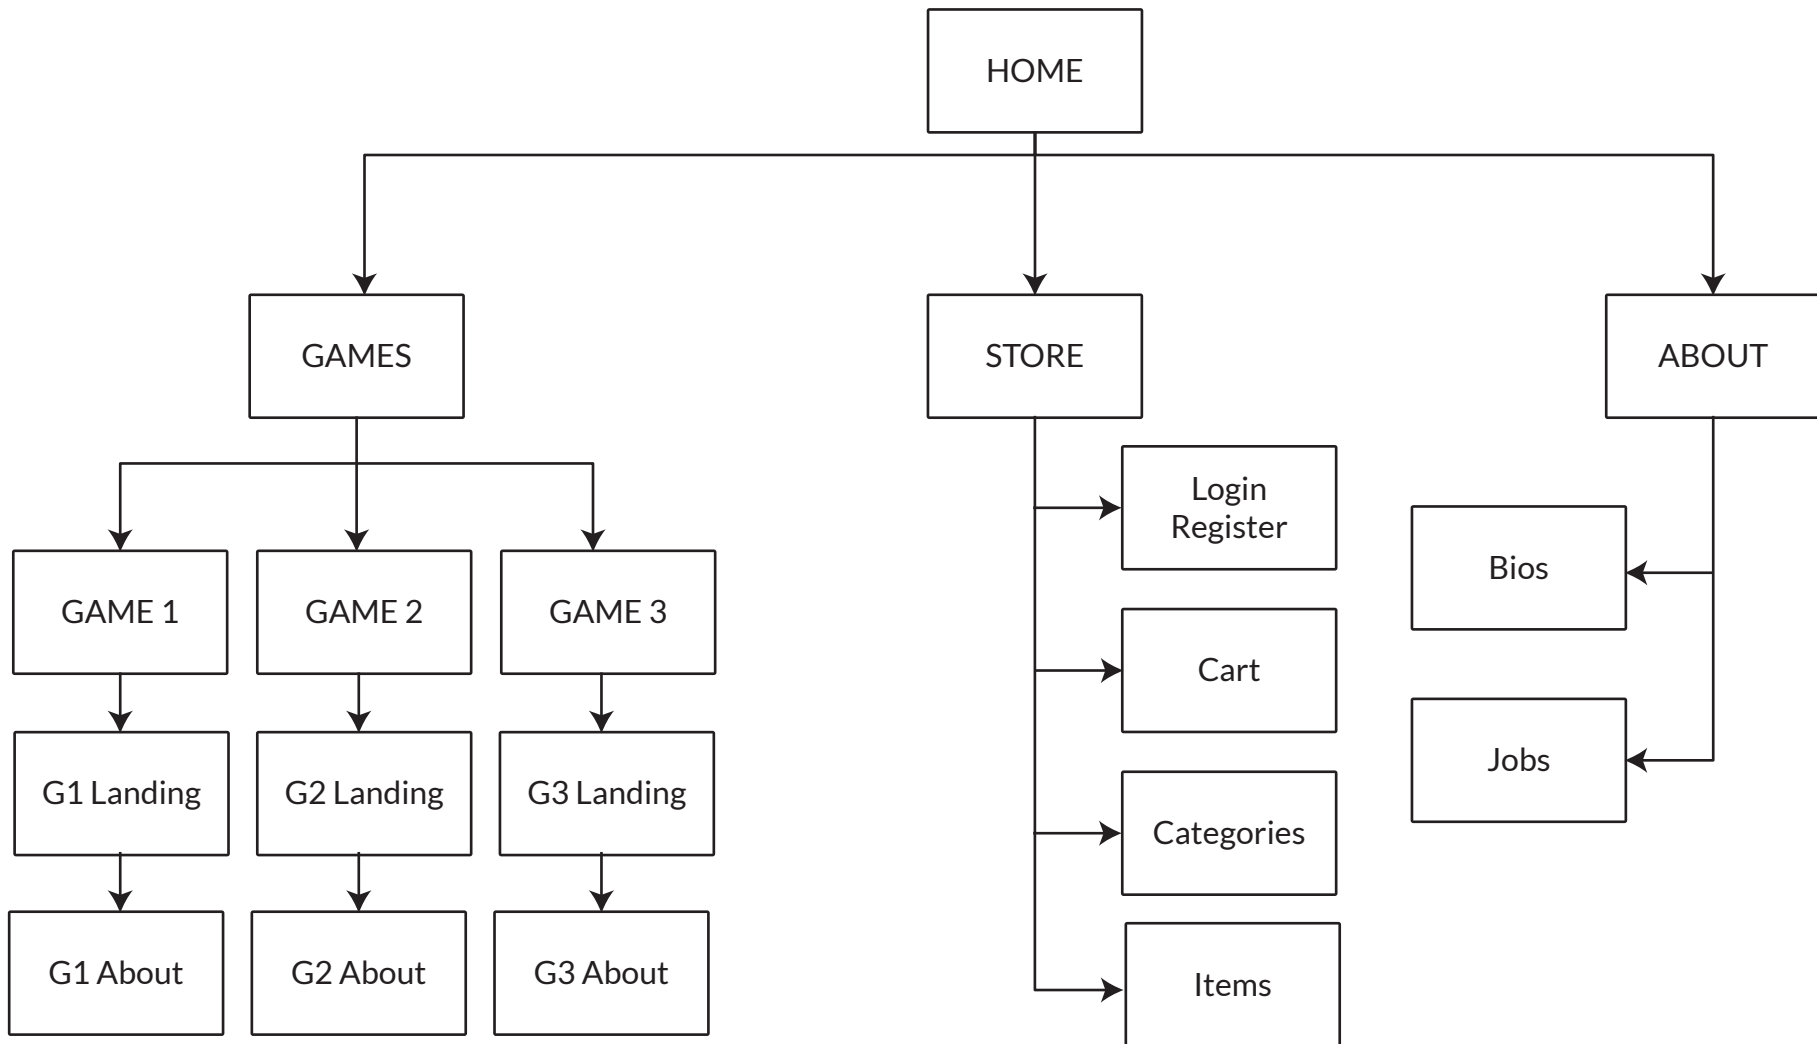 HOME
GAMES
STORE
ABOUT
GAME 1
GAME 2
GAME 3
G1 Landing
G2 Landing
G3 Landing
G1 About
G2 About
G3 About
Login
Register
Cart
Categories
Items
Bios
Jobs